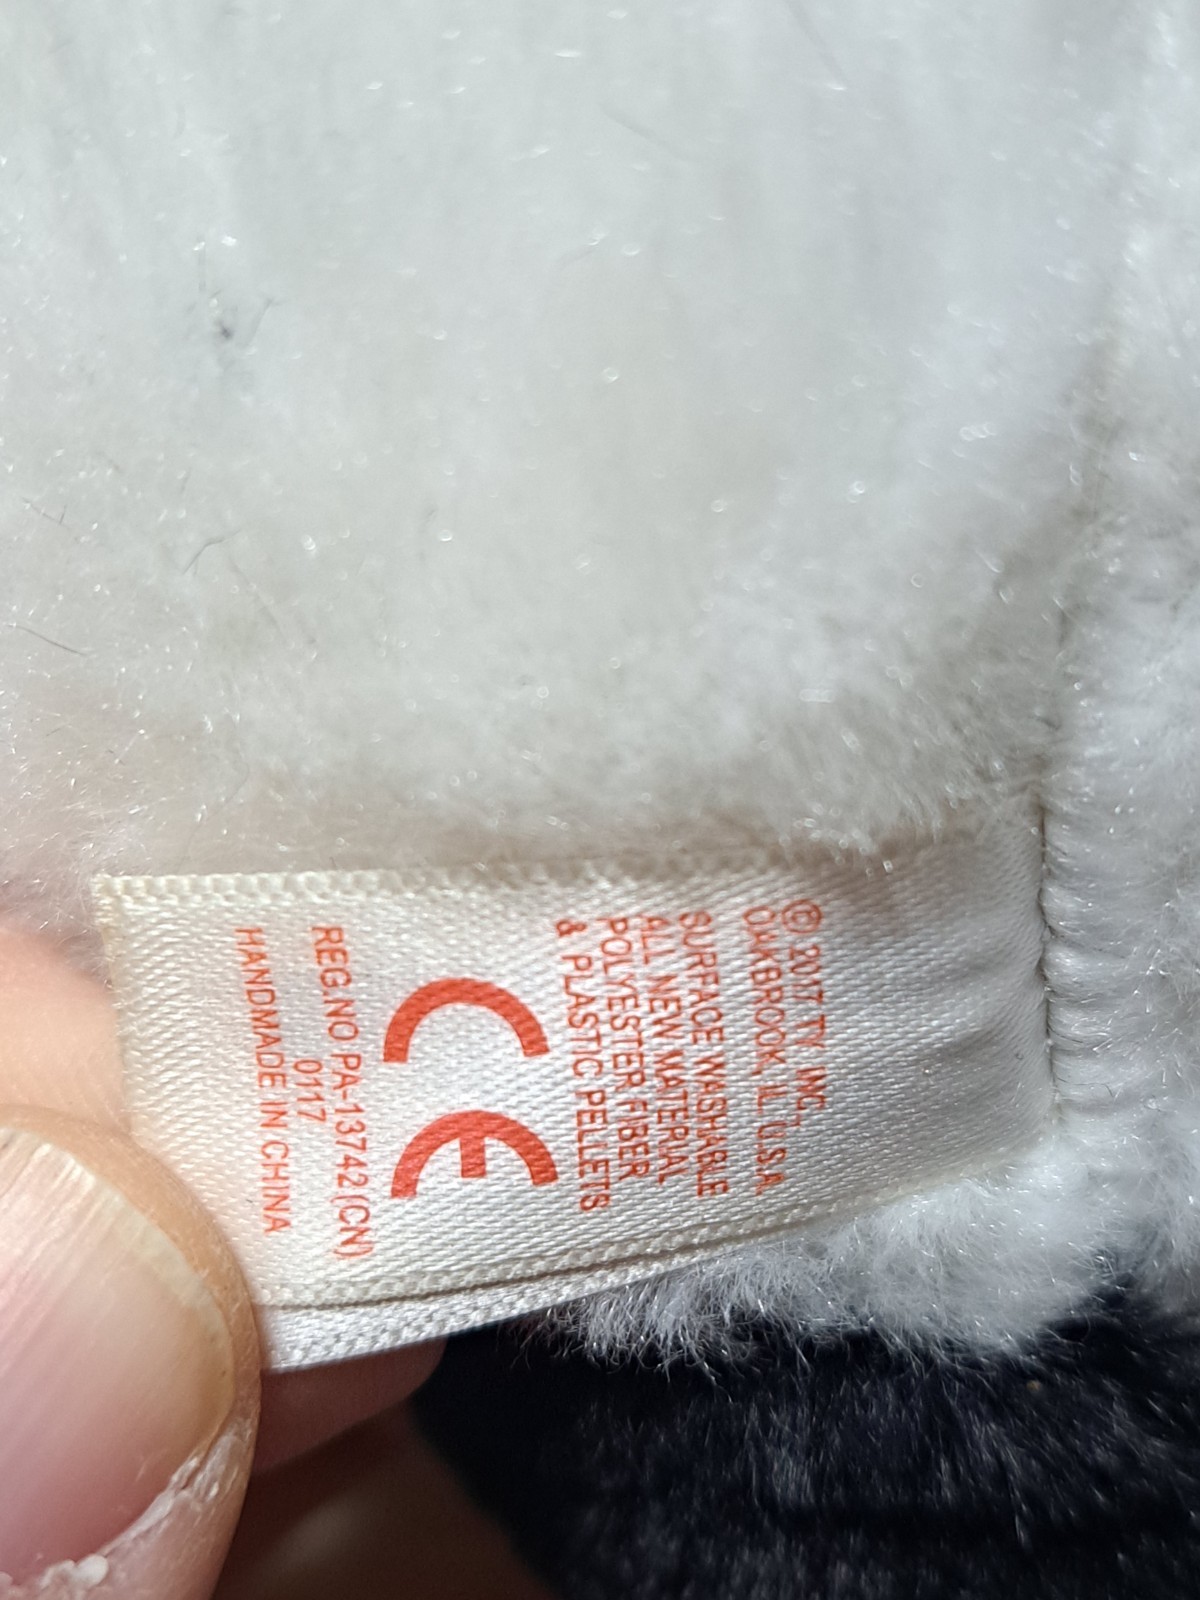 © 2017 TY INC.,
OAKBROOK, IL, U.S.A.
SURFACE WASHABLE
ALL NEW MATERIAL
POLYESTER FIBER
& PLASTIC PELLETS
CE
REG.NO PA-13742(CN)
0117
HANDMADE IN CHINA